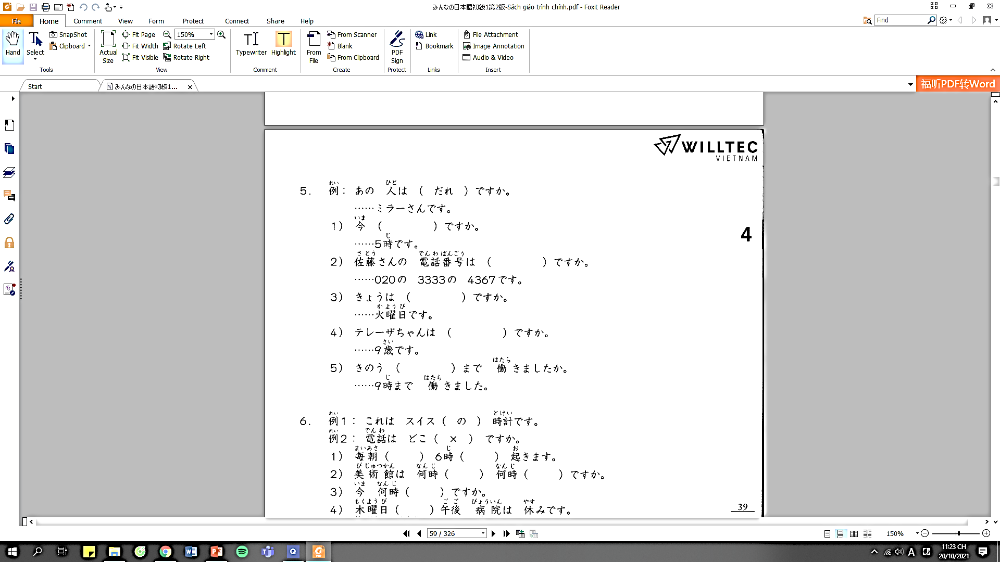 みんなの日本語初級1第2版-Sách giáo trình chính.pdf - Foxit Reader
File Home Comment View Form Protect Connect Share Help
Find
Hand
Select
SnapShot
Clipboard
Tools
Actual Size
Fit Page
Fit Width
Fit Visible
150%
Rotate Left
Rotate Right
View
Typewriter
Highlight
Comment
From File
From Scanner
Blank
From Clipboard
Create
PDF Sign
Protect
Link
Bookmark
Links
File Attachment
Image Annotation
Audio & Video
Insert
Start
みんなの日本語初級1...
福昕PDF转Word
WILLTEC
VIETNAM
れい ひと
5. 例: あの 人は ( だれ )ですか。
……ミラーさんです。
いま
1) 今 ( )ですか。
じ
……5時です。
さとう でんわばんごう
2) 佐藤さんの 電話番号は ( )ですか。
……020の 3333の 4367です。
3) きょうは ( )ですか。
かようび
……火曜日です。
4) テレーザちゃんは ( )ですか。
さい
……9歳です。
はたら
5) きのう ( )まで 働きましたか。
じ はたら
……9時まで 働きました。
4
れい とけい
6. 例1: これは スイス( の ) 時計です。
れい でんわ
例2: 電話は どこ( × ) ですか。
まいあさ じ お
1) 毎朝( ) 6時( ) 起きます。
びじゅつかん なんじ なんじ
2) 美術館は 何時( ) 何時( )ですか。
いま なんじ
3) 今 何時( )ですか。
もくようび ごご びょういん やす
4) 木曜日( )午後 病院は 休みです。
39
59 / 326
150%
11:23 CH
20/10/2021